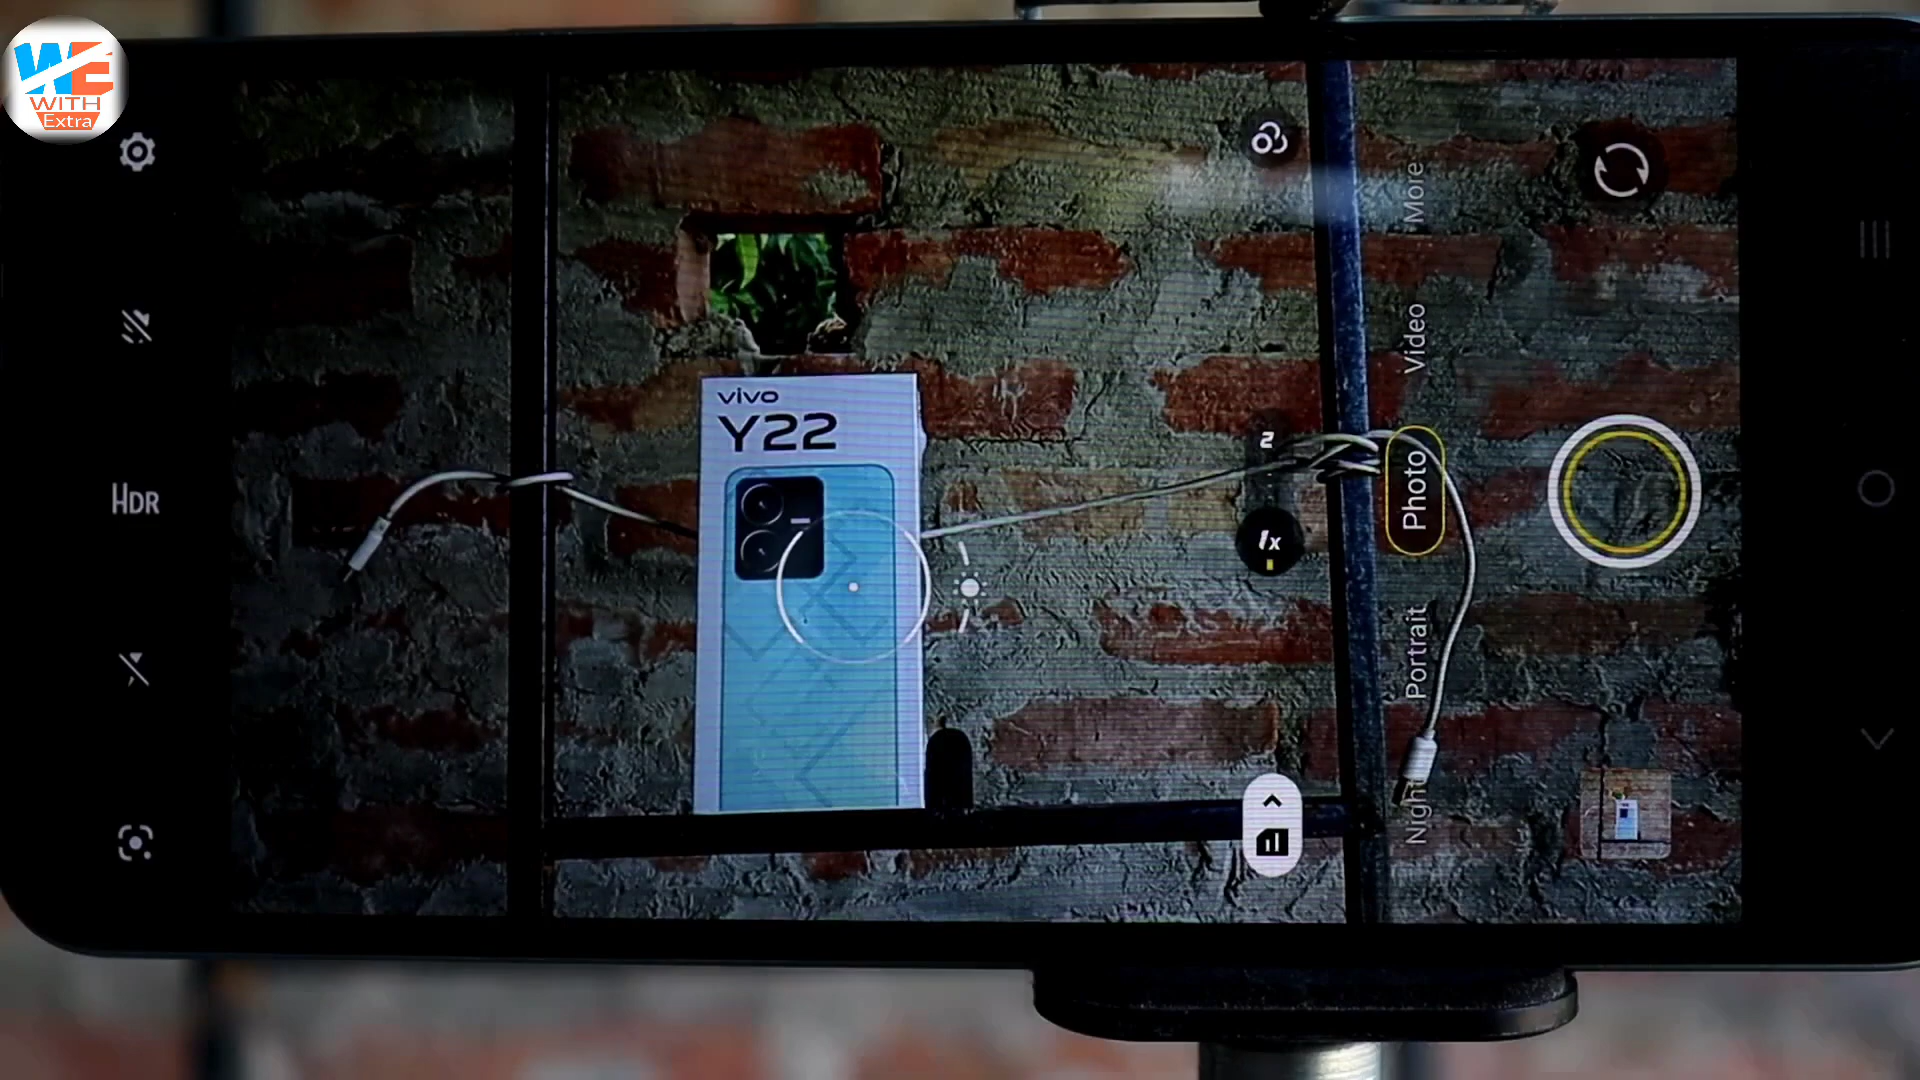 WE
WITH
Extra
HDR
vivo
Y22
2
1x
More
Video
Photo
Portrait
Night